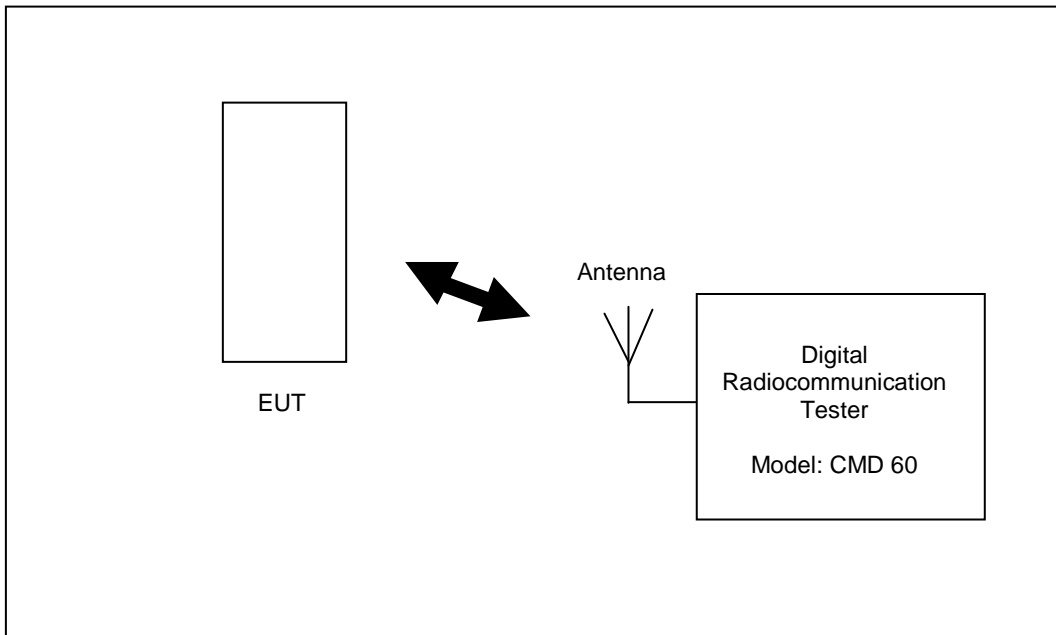 EUT
Antenna
Digital
Radiocommunication
Tester
Model: CMD 60